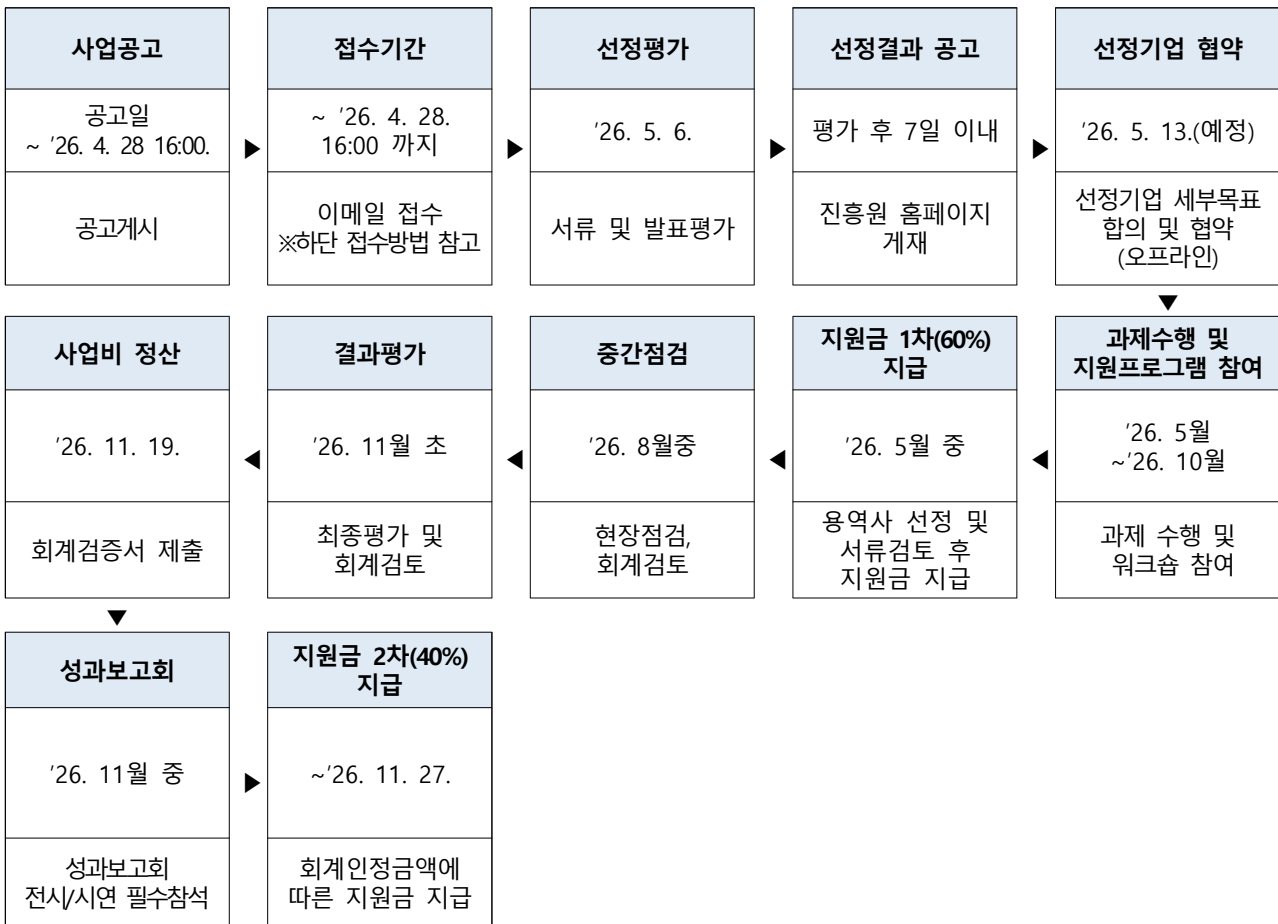 사업공고
공고일
~ '26. 4. 28 16:00.
공고게시
▶
접수기간
~ '26. 4. 28.
16:00 까지
이메일 접수
※하단 접수방법 참고
▶
선정평가
'26. 5. 6.
서류 및 발표평가
▶
선정결과 공고
평가 후 7일 이내
진흥원 홈페이지
게재
▶
선정기업 협약
'26. 5. 13.(예정)
선정기업 세부목표
합의 및 협약
(오프라인)
▼
과제수행 및
지원프로그램 참여
'26. 5월
~'26. 10월
과제 수행 및
워크숍 참여
◀
지원금 1차(60%)
지급
'26. 5월 중
용역사 선정 및
서류검토 후
지원금 지급
◀
중간점검
'26. 8월중
현장점검,
회계검토
◀
결과평가
'26. 11월 초
최종평가 및
회계검토
◀
사업비 정산
'26. 11. 19.
회계검증서 제출
▼
성과보고회
'26. 11월 중
성과보고회
전시/시연 필수참석
▶
지원금 2차(40%)
지급
~'26. 11. 27.
회계인정금액에
따른 지원금 지급